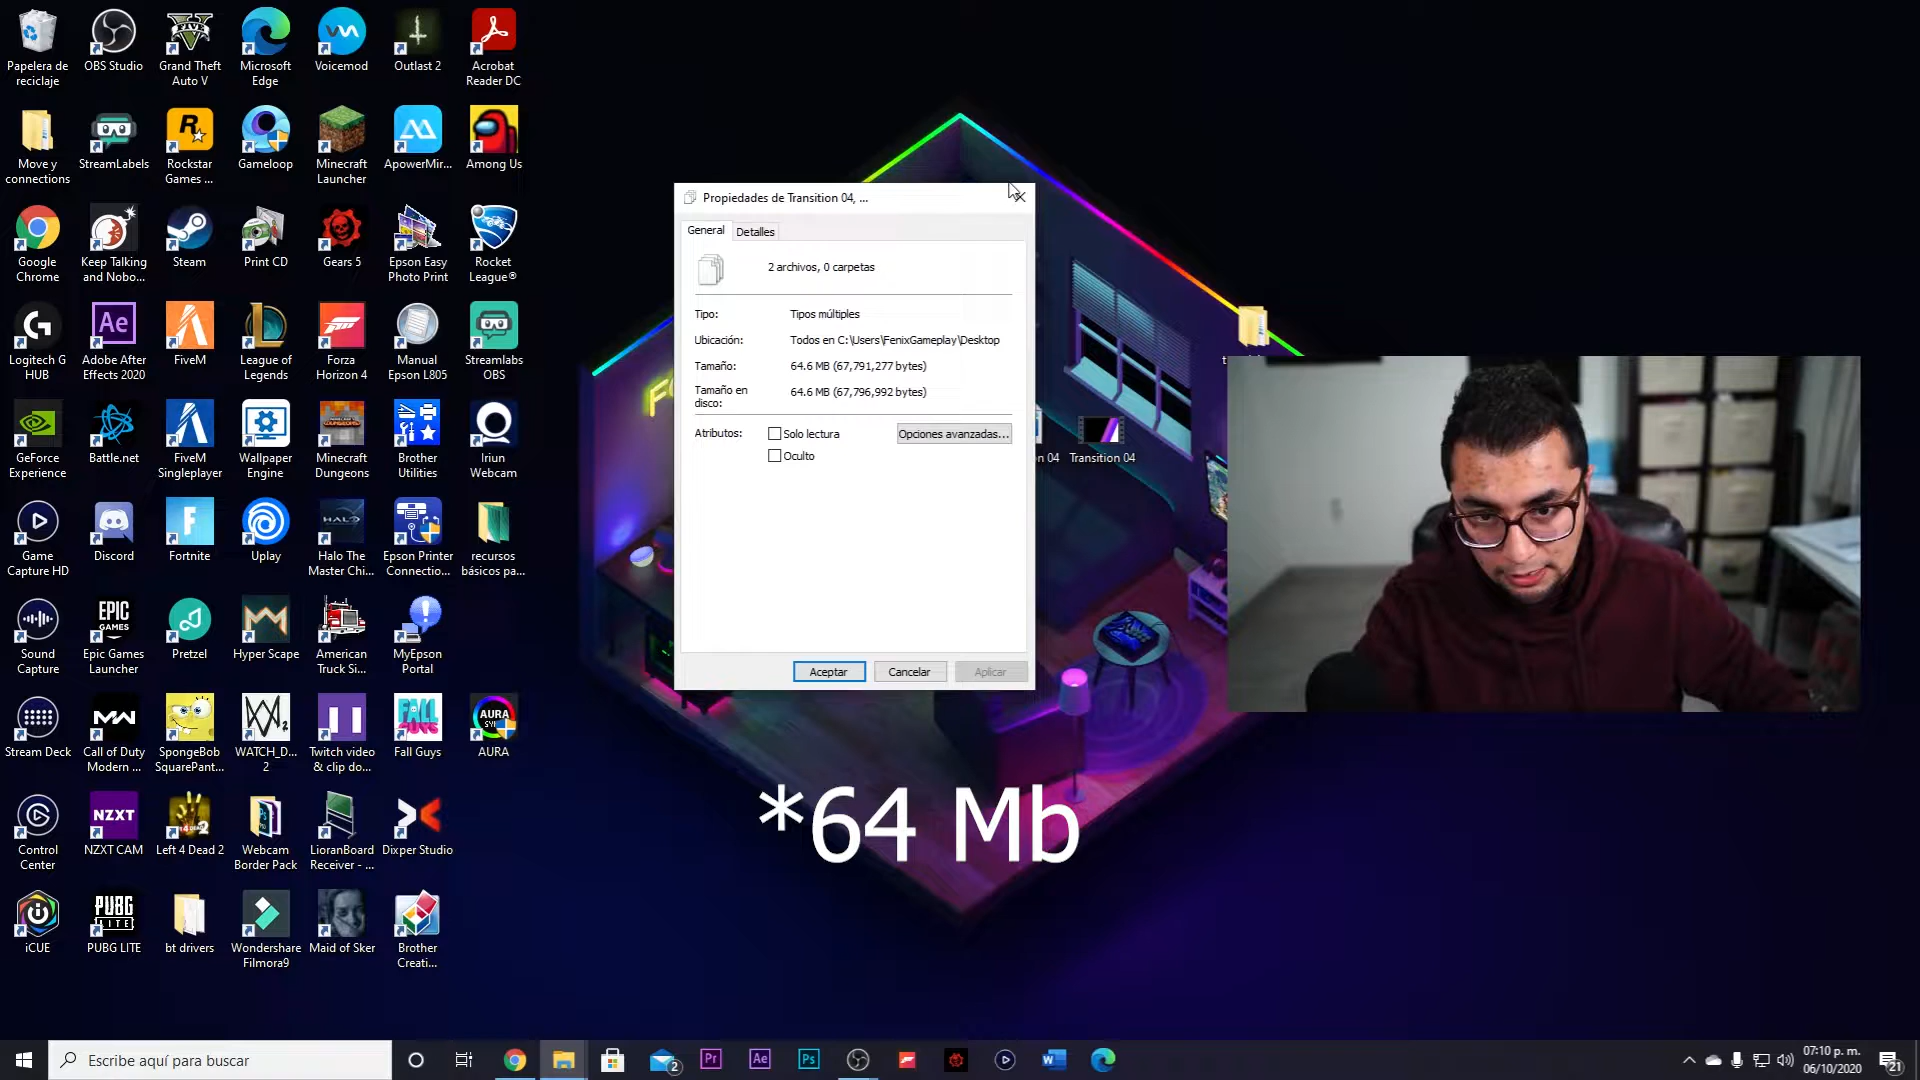 Papelera de
reciclaje
OBS Studio
Grand Theft
Auto V
Microsoft
Edge
Voicemod
Outlast 2
Acrobat
Reader DC
Move y
connections
StreamLabels
Rockstar
Games ...
Gameloop
Minecraft
Launcher
ApowerMir...
Among Us
Google
Chrome
Keep Talking
and Nobo...
Steam
Print CD
Gears 5
Epson Easy
Photo Print
Rocket
League®
Logitech G
HUB
Adobe After
Effects 2020
FiveM
League of
Legends
Forza
Horizon 4
Manual
Epson L805
Streamlabs
OBS
GeForce
Experience
Battle.net
FiveM
Singleplayer
Wallpaper
Engine
Minecraft
Dungeons
Brother
Utilities
Iriun
Webcam
Game
Capture HD
Discord
Fortnite
Uplay
Halo The
Master Chi...
Epson Printer
Connectio...
recursos
básicos pa...
Sound
Capture
Epic Games
Launcher
Pretzel
Hyper Scape
American
Truck Si...
MyEpson
Portal
Stream Deck
Call of Duty
Modern ...
SpongeBob
SquarePant...
WATCH_D...
2
Twitch video
& clip do...
Fall Guys
AURA
Control
Center
NZXT CAM
Left 4 Dead 2
Webcam
Border Pack
LioranBoard
Receiver - ...
Dixper Studio
iCUE
PUBG LITE
bt drivers
Wondershare
Filmora9
Maid of Sker
Brother
Creati...
Propiedades de Transition 04, ...
General
Detalles
2 archivos, 0 carpetas
Tipo: Tipos múltiples
Ubicación: Todos en C:\Users\FenixGameplay\Desktop
Tamaño: 64.6 MB (67,791,277 bytes)
Tamaño en
disco: 64.6 MB (67,796,992 bytes)
Atributos: Solo lectura Opciones avanzadas...
Oculto
Aceptar Cancelar Aplicar
04
Transition 04
*64 Mb
Escribe aquí para buscar
07:10 p. m.
06/10/2020